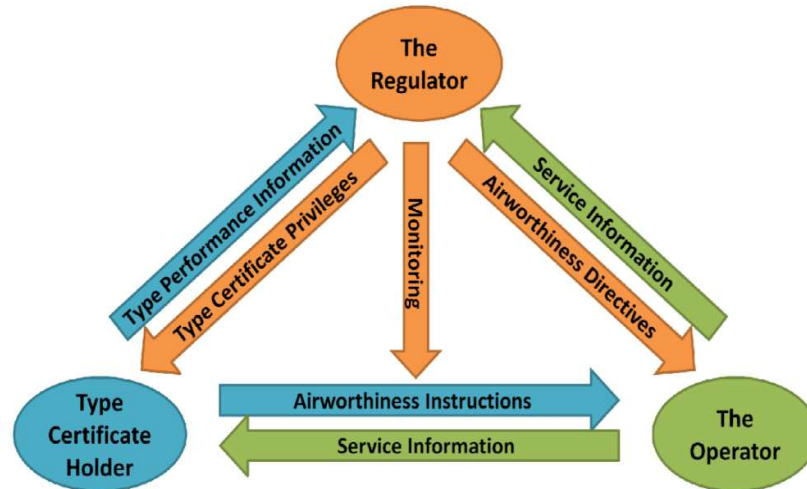 The
Regulator
Type Performance Information
Type Certificate Privileges
Monitoring
Airworthiness Directives
Service Information
Type
Certificate
Holder
Airworthiness Instructions
Service Information
The
Operator